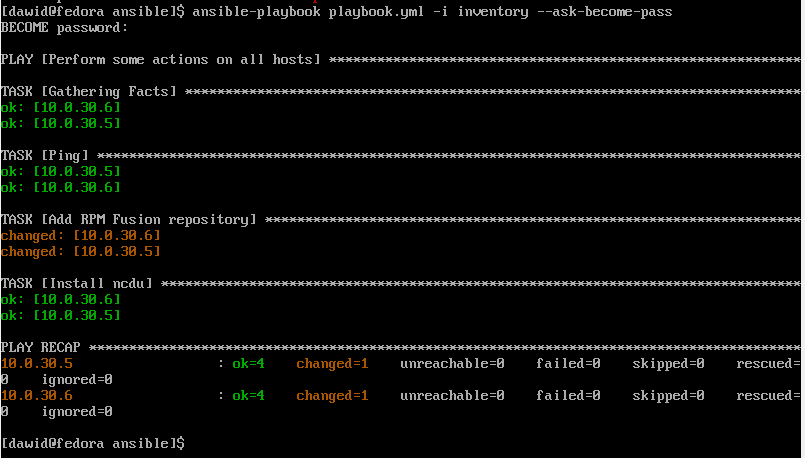 [dawid@fedora ansible]$ ansible-playbook playbook.yml -i inventory --ask-become-pass
BECOME password:
PLAY [Perform some actions on all hosts] ***********************************************************
TASK [Gathering Facts] *****************************************************************************
ok: [10.0.30.6]
ok: [10.0.30.5]
TASK [Ping] ****************************************************************************************
ok: [10.0.30.5]
ok: [10.0.30.6]
TASK [Add RPM Fusion repository] *******************************************************************
changed: [10.0.30.6]
changed: [10.0.30.5]
TASK [Install ncdu] ********************************************************************************
ok: [10.0.30.6]
ok: [10.0.30.5]
PLAY RECAP *****************************************************************************************
10.0.30.5                  : ok=4    changed=1    unreachable=0    failed=0    skipped=0    rescued=
0    ignored=0
10.0.30.6                  : ok=4    changed=1    unreachable=0    failed=0    skipped=0    rescued=
0    ignored=0
[dawid@fedora ansible]$